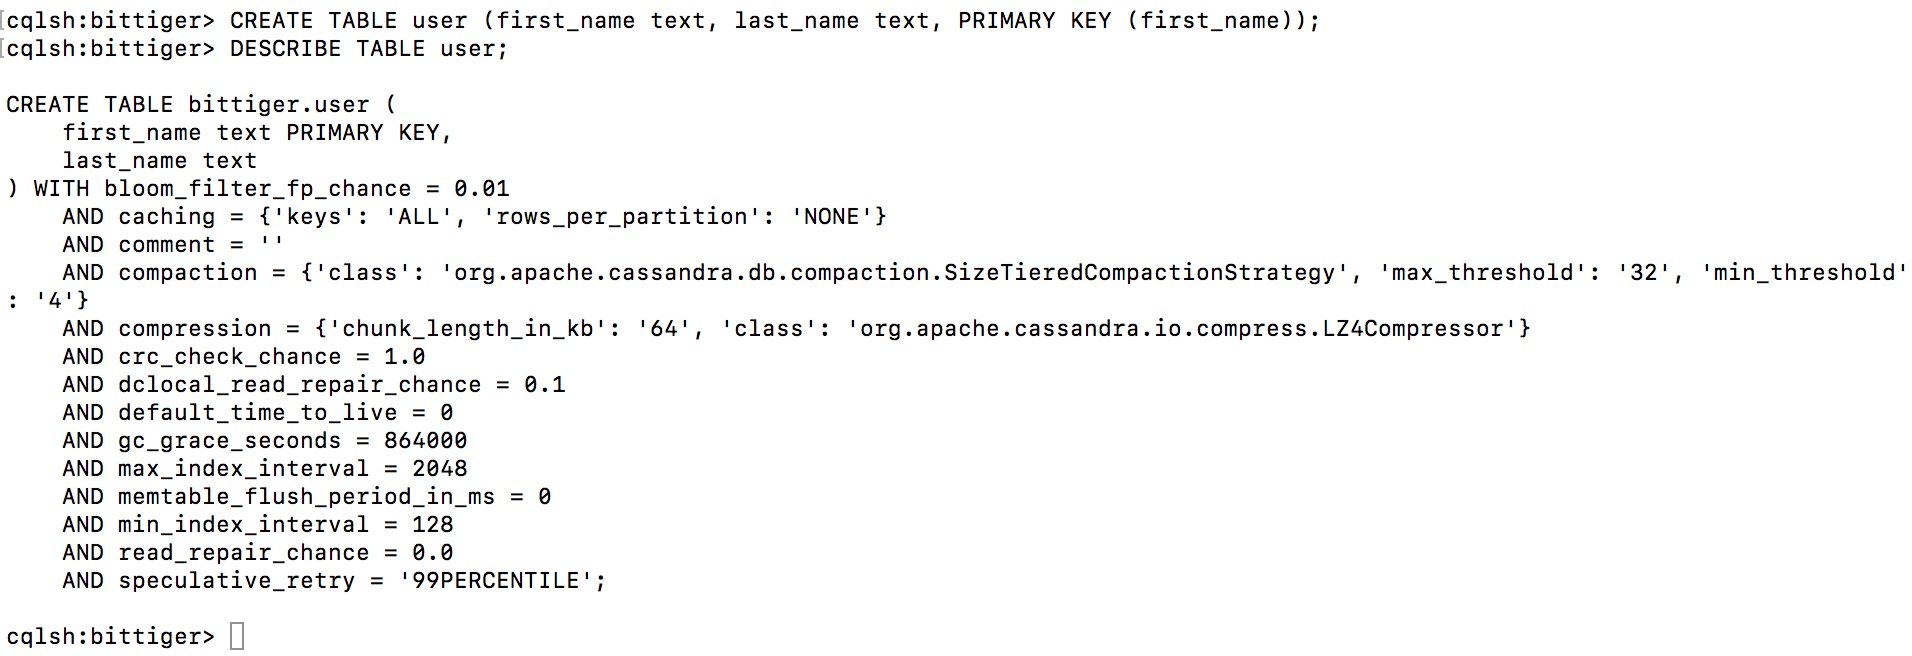 [cqlsh:bittiger> CREATE TABLE user (first_name text, last_name text, PRIMARY KEY (first_name));
[cqlsh:bittiger> DESCRIBE TABLE user;
CREATE TABLE bittiger.user (
    first_name text PRIMARY KEY,
    last_name text
) WITH bloom_filter_fp_chance = 0.01
    AND caching = {'keys': 'ALL', 'rows_per_partition': 'NONE'}
    AND comment = ''
    AND compaction = {'class': 'org.apache.cassandra.db.compaction.SizeTieredCompactionStrategy', 'max_threshold': '32', 'min_threshold'
: '4'}
    AND compression = {'chunk_length_in_kb': '64', 'class': 'org.apache.cassandra.io.compress.LZ4Compressor'}
    AND crc_check_chance = 1.0
    AND dclocal_read_repair_chance = 0.1
    AND default_time_to_live = 0
    AND gc_grace_seconds = 864000
    AND max_index_interval = 2048
    AND memtable_flush_period_in_ms = 0
    AND min_index_interval = 128
    AND read_repair_chance = 0.0
    AND speculative_retry = '99PERCENTILE';
cqlsh:bittiger>